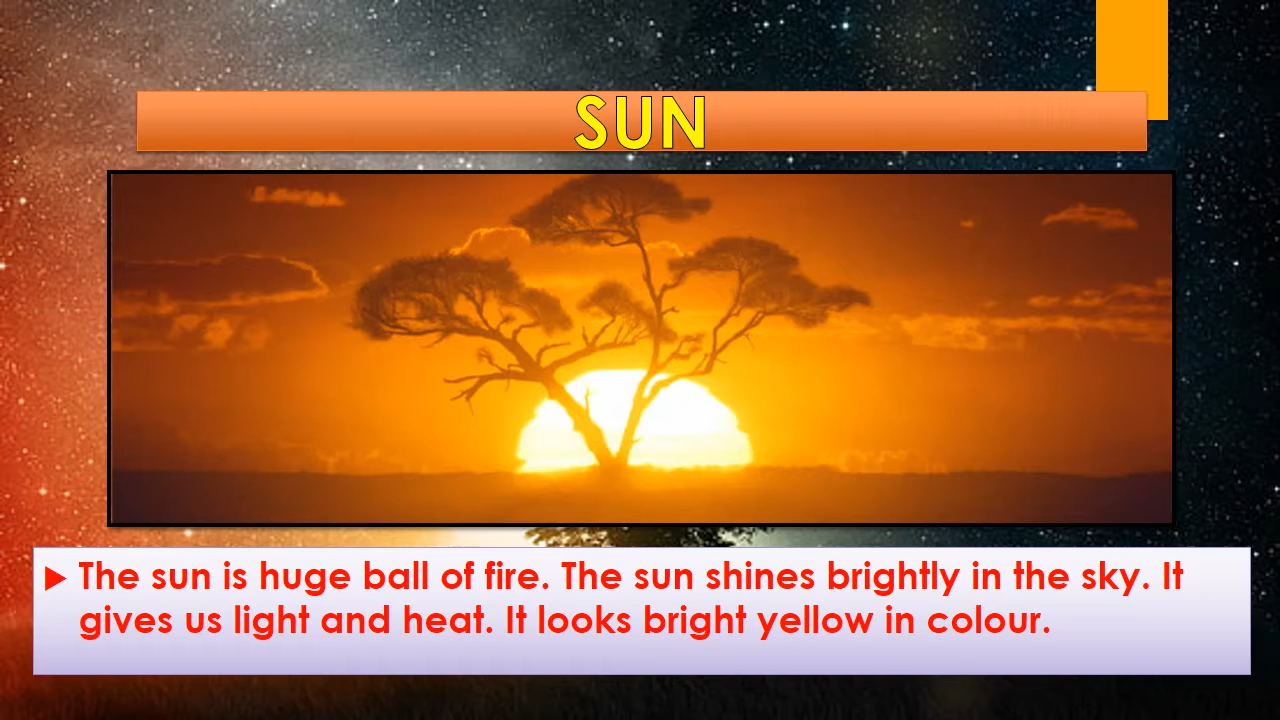 SUN
The sun is huge ball of fire. The sun shines brightly in the sky. It
gives us light and heat. It looks bright yellow in colour.